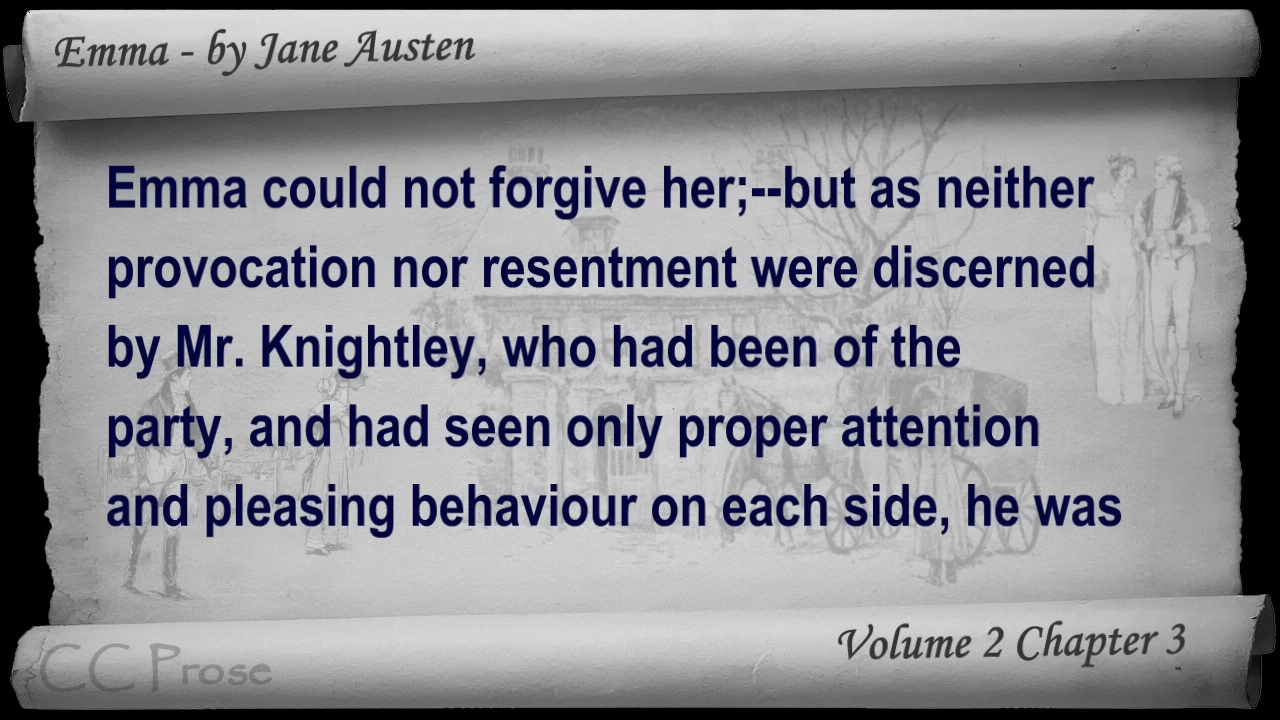 Emma - by Jane Austen
Emma could not forgive her;--but as neither
provocation nor resentment were discerned
by Mr. Knightley, who had been of the
party, and had seen only proper attention
and pleasing behaviour on each side, he was
Volume 2 Chapter 3
CC Prose